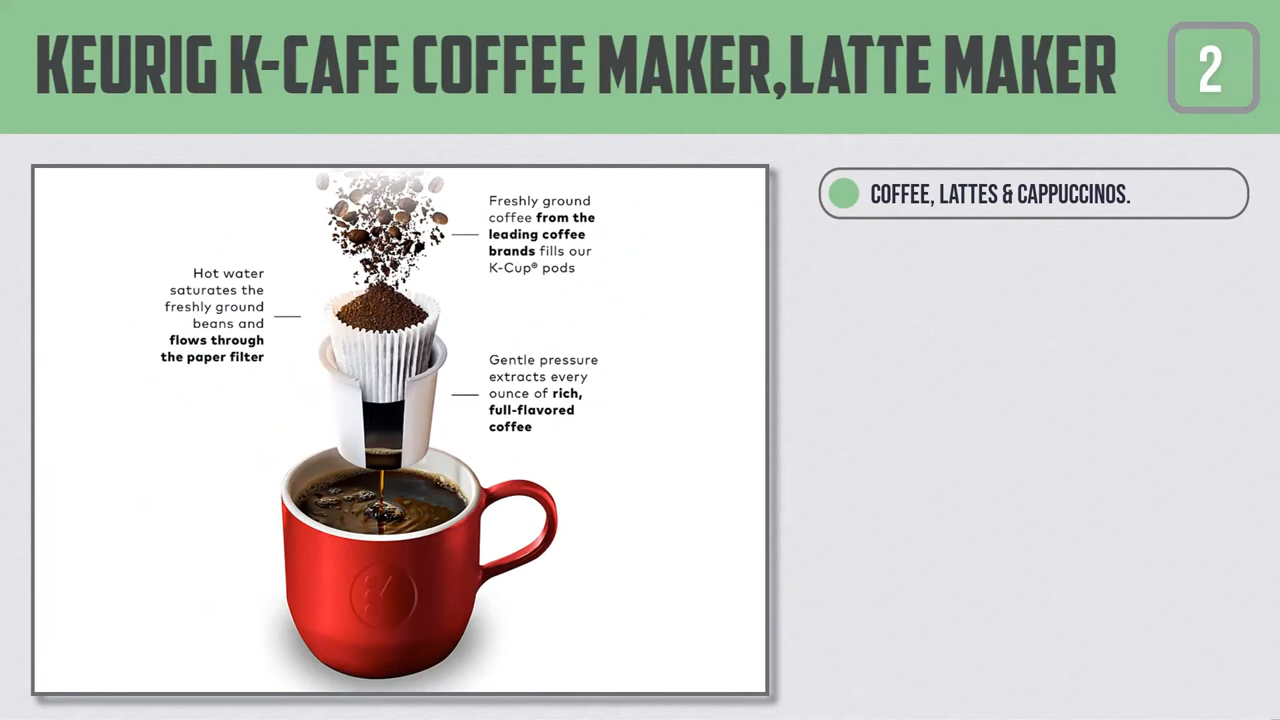 KEURIG K-CAFE COFFEE MAKER,LATTE MAKER
2
Freshly ground
coffee from the
leading coffee
brands fills our
K-Cup® pods
Hot water
saturates the
freshly ground
beans and
flows through
the paper filter
Gentle pressure
extracts every
ounce of rich,
full-flavored
coffee
COFFEE, LATTES & CAPPUCCINOS.